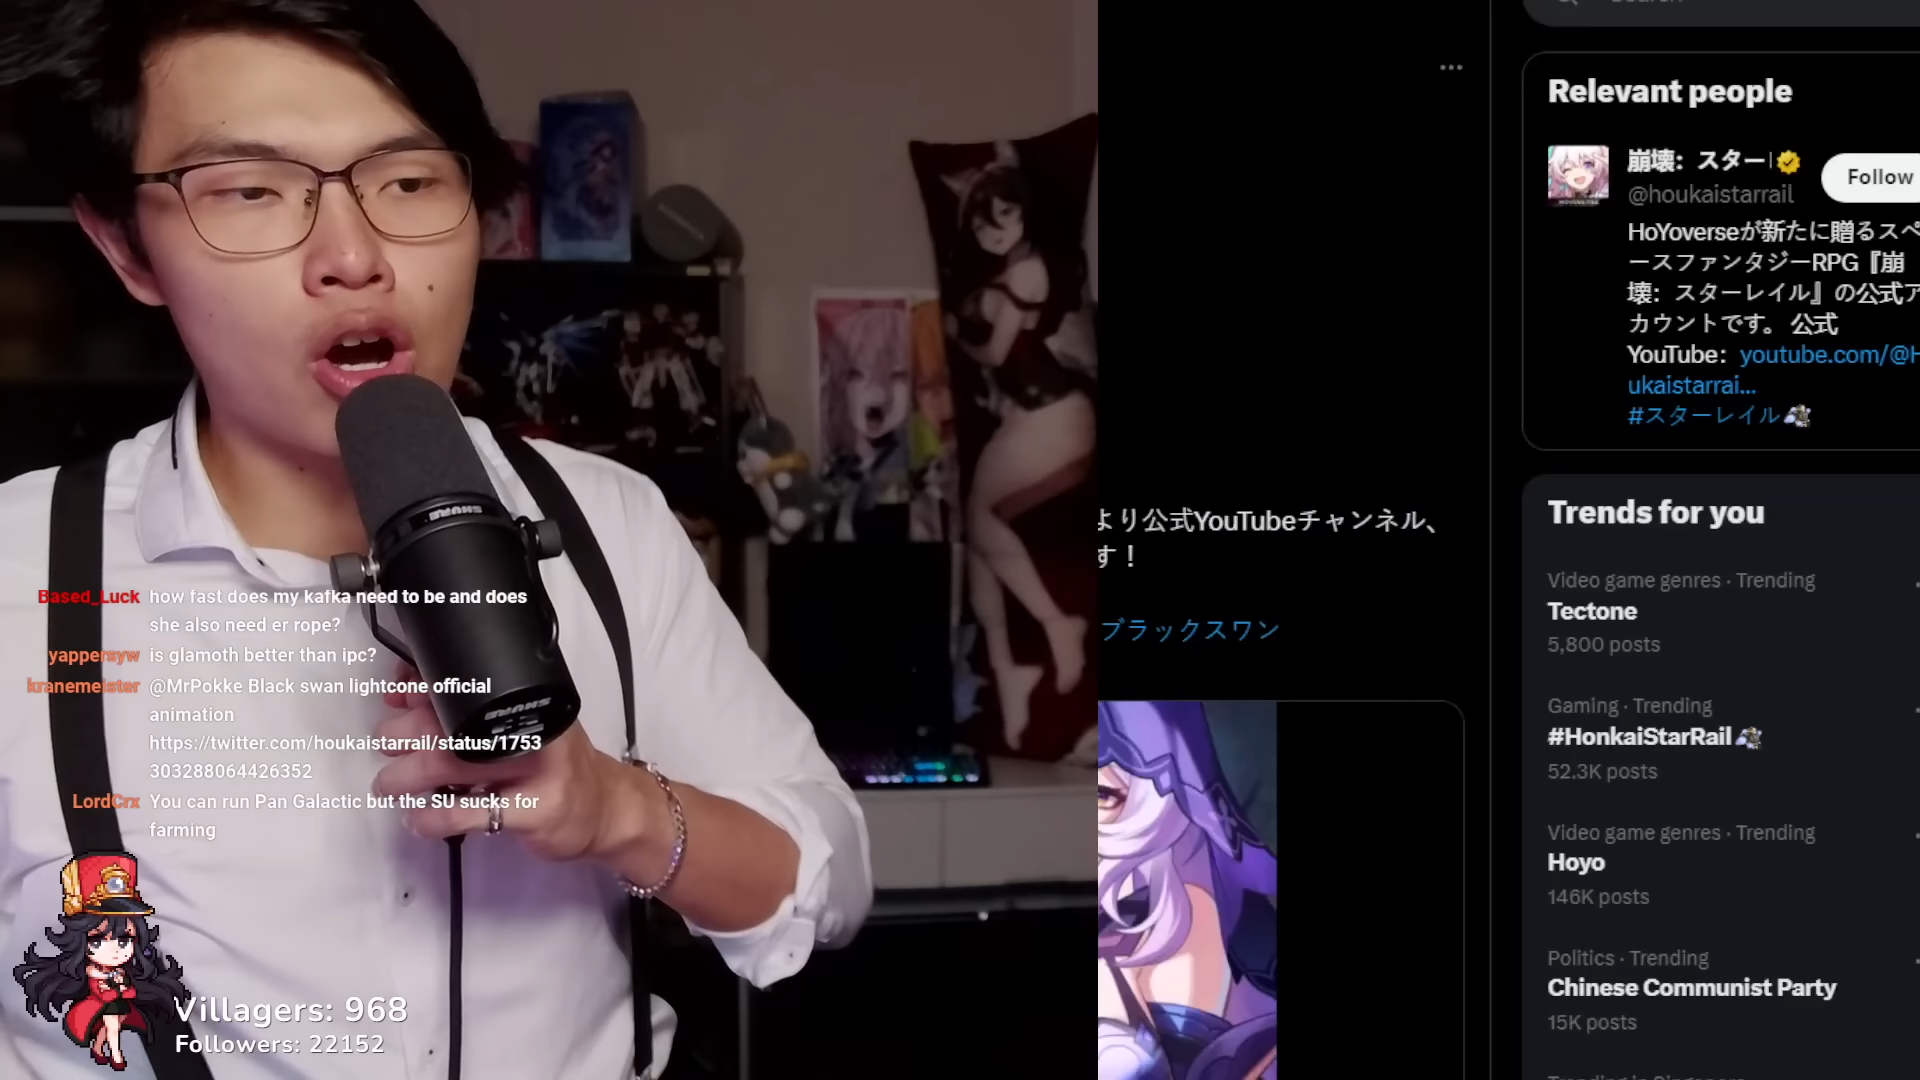 Relevant people
崩壊：スター
Follow
@houkaistarrail
HoYoverseが新たに贈るスペ
ースファンタジーRPG『崩
壊：スターレイル』の公式ア
カウントです。 公式
YouTube： youtube.com/@H
ukaistarrai...
#スターレイル
より公式YouTubeチャンネル、
す！
ブラックスワン
Trends for you
Video game genres · Trending
Tectone
5,800 posts
Gaming · Trending
#HonkaiStarRail
52.3K posts
Video game genres · Trending
Hoyo
146K posts
Politics · Trending
Chinese Communist Party
15K posts
SHURE
SHURE
Based_Luck how fast does my kafka need to be and does
she also need er rope?
yappersyw is glamoth better than ipc?
kranemeister @MrPokke Black swan lightcone official
animation
https://twitter.com/houkaistarrail/status/1753
303288064426352
LordCrx You can run Pan Galactic but the SU sucks for
farming
Villagers: 968
Followers: 22152